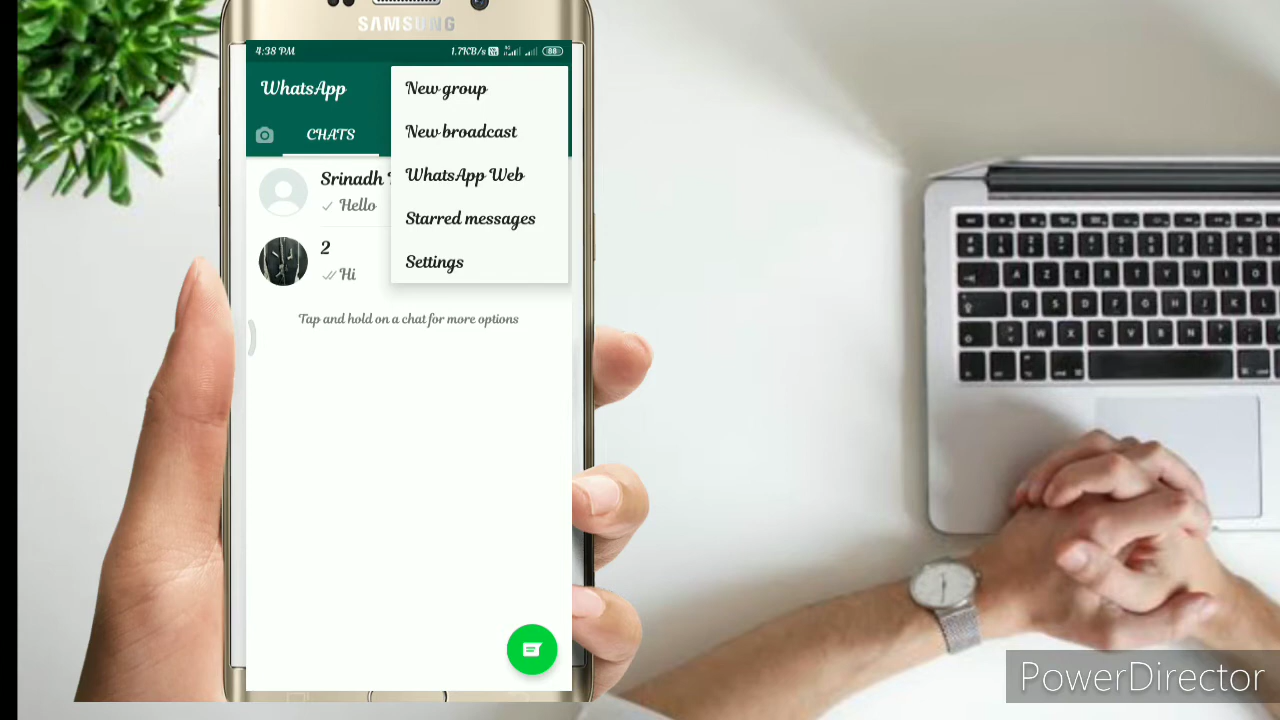 SAMSUNG
4:38 PM
1.7KB/s
88
WhatsApp
CHATS
New group
New broadcast
WhatsApp Web
Starred messages
Settings
Srinadh
Hello
2
Hi
Tap and hold on a chat for more options
PowerDirector